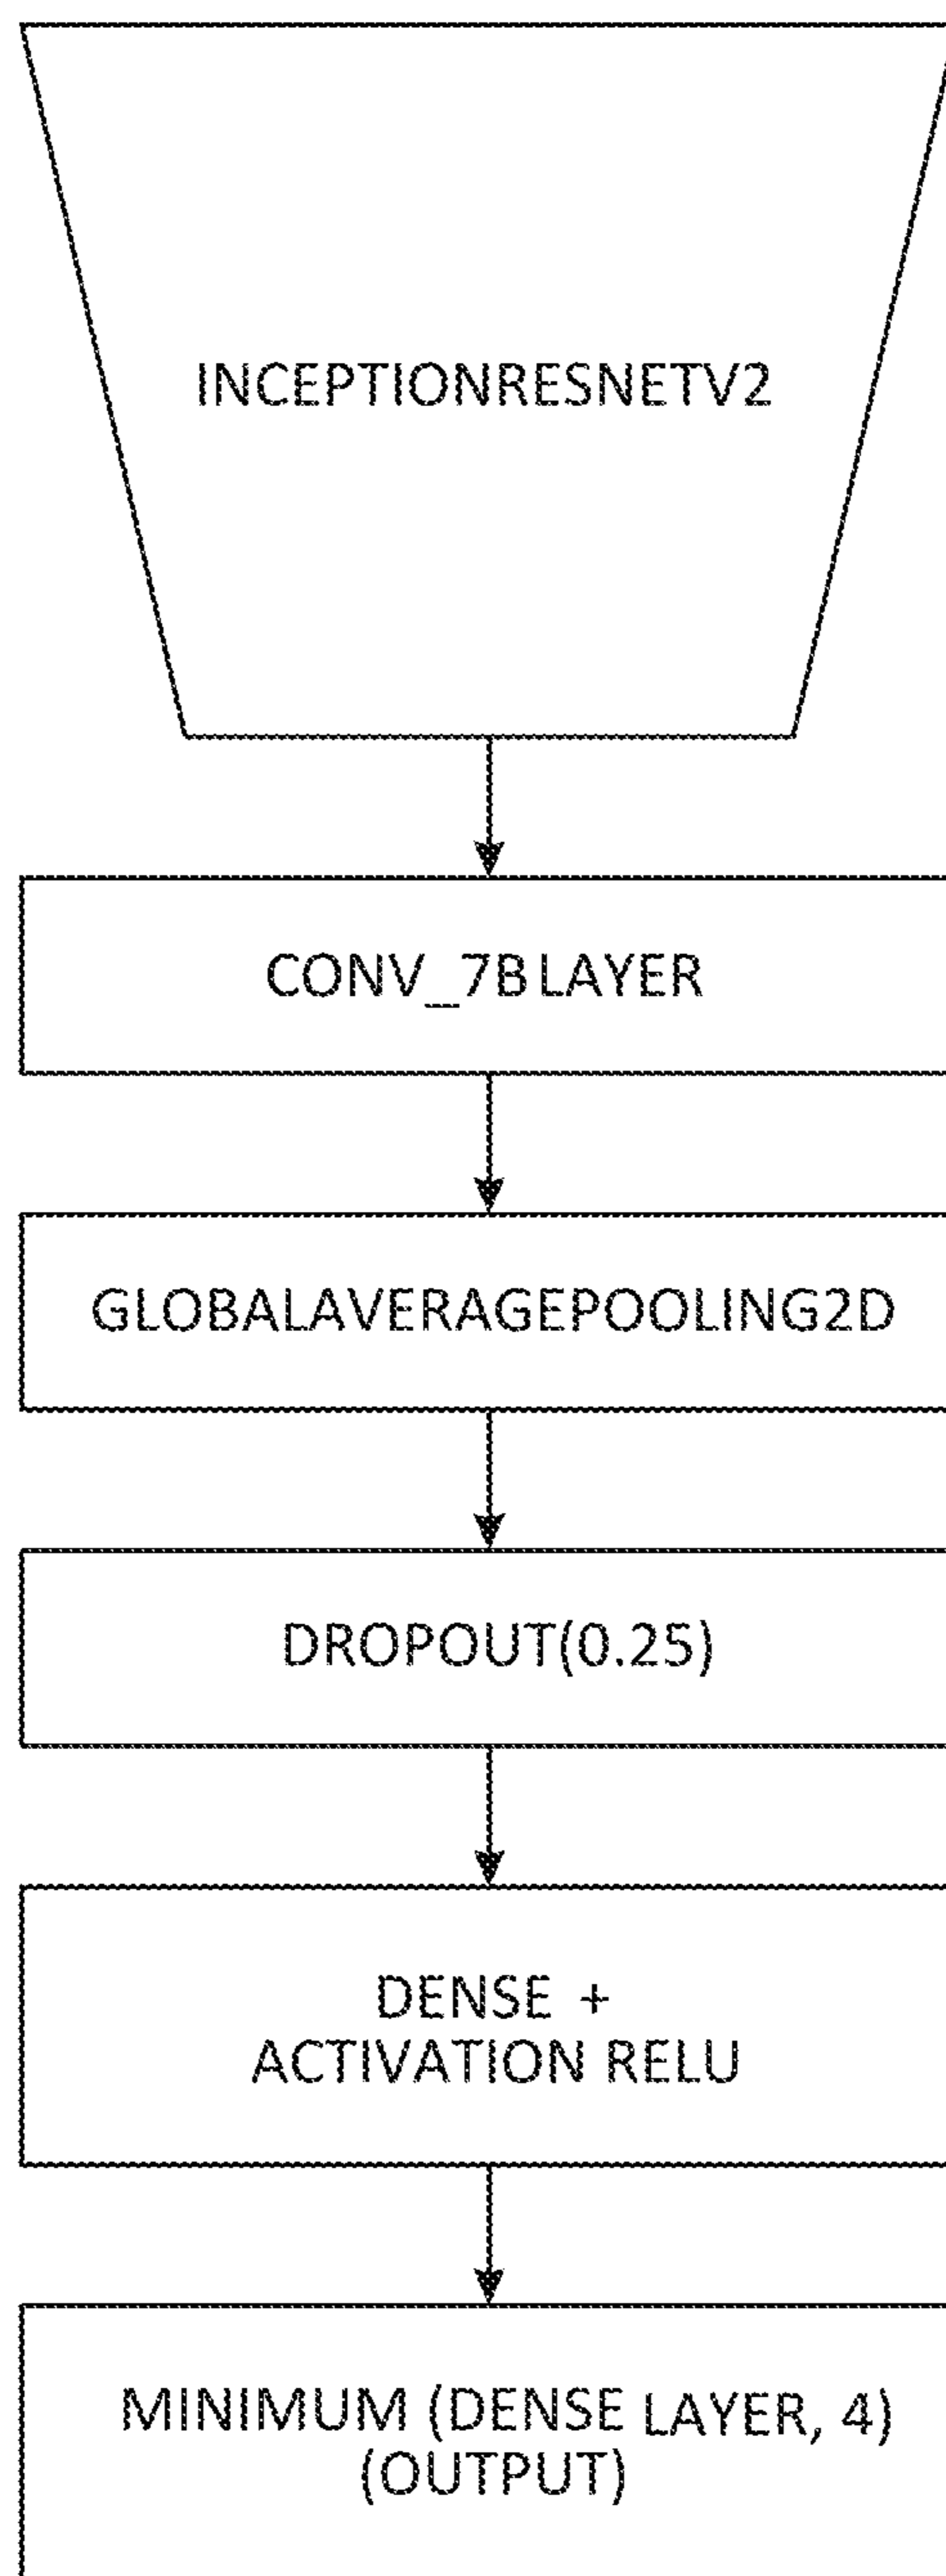 INCEPTIONRESNETV2
CONV_7B LAYER
GLOBALAVERAGEPOOLING2D
DROPOUT(0.25)
DENSE +
ACTIVATION RELU
MINIMUM (DENSE LAYER, 4)
(OUTPUT)